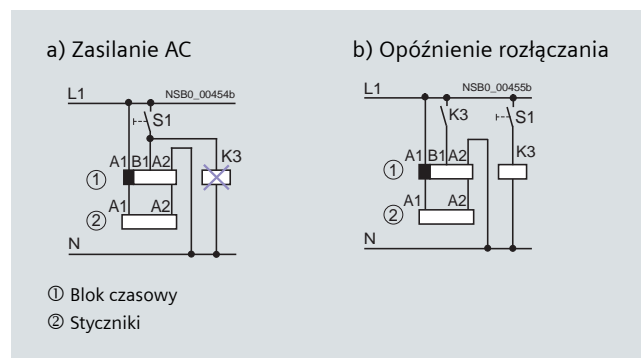 a) Zasilanie AC
L1 NSB0_00454b
S1
A1 B1 A2 K3
①
A1 A2
②
N
b) Opóźnienie rozłączania
L1 NSB0_00455b
K3 S1
A1 B1 A2 K3
①
A1 A2
②
N
① Blok czasowy
② Styczniki